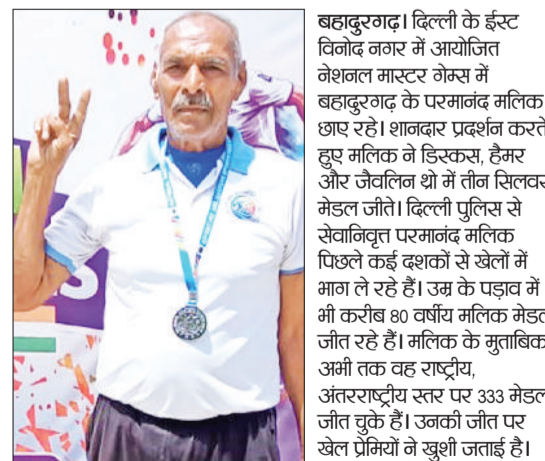 बहादुरगढ़। दिल्ली के ईस्ट
विनोद नगर में आयोजित
नेशनल मास्टर गेम्स में
बहादुरगढ़ के परमानंद मलिक
छाए रहे। शानदार प्रदर्शन करते
हुए मलिक ने डिस्कस, हैमर
और जैवलिन थ्रो में तीन सिलवर
मेडल जीते। दिल्ली पुलिस से
सेवानिवृत्त परमानंद मलिक
पिछले कई दशकों से खेलों में
भाग ले रहे हैं। उम्र के पड़ाव में
भी करीब 80 वर्षीय मलिक मेडल
जीत रहे हैं। मलिक के मुताबिक
अभी तक वह राष्ट्रीय,
अंतरराष्ट्रीय स्तर पर 333 मेडल
जीत चुके हैं। उनकी जीत पर
खेल प्रेमियों ने खुशी जताई है।